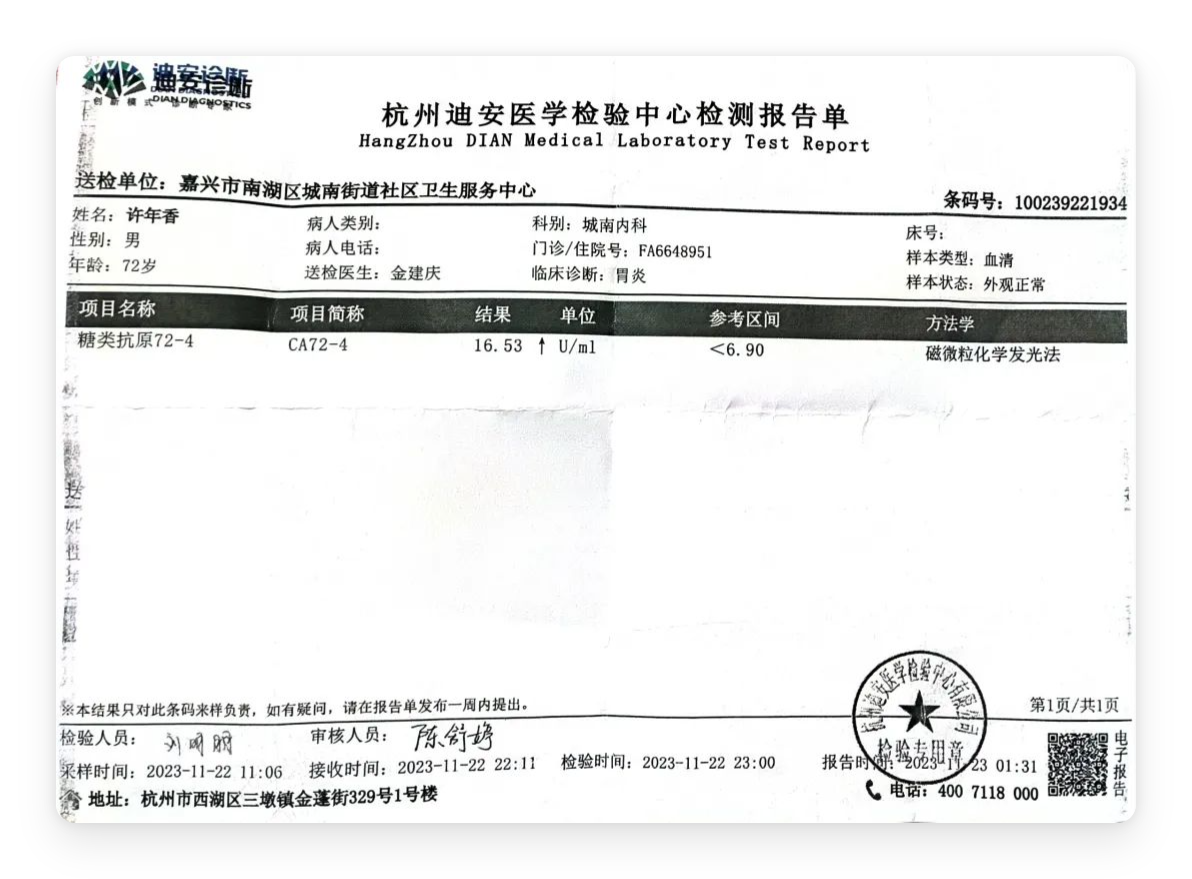 迪安诊断
DIAN DIAGNOSTICS
杭州迪安医学检验中心检测报告单
HangZhou DIAN Medical Laboratory Test Report
送检单位：嘉兴市南湖区城南街道社区卫生服务中心 条码号：100239221934
姓名：许年香 病人类别： 科别：城南内科 床号：
性别：男 病人电话： 门诊/住院号：FA6648951 样本类型：血清
年龄：72岁 送检医生：金建庆 临床诊断：胃炎 样本状态：外观正常
项目名称 项目简称 结果 单位 参考区间 方法学
糖类抗原72-4 CA72-4 16.53 ↑ U/ml <6.90 磁微粒化学发光法
※本结果只对此条码来样负责，如有疑问，请在报告单发布一周内提出。 第1页/共1页
检验人员：刘明丽 审核人员：陈舒婷
采样时间：2023-11-22 11:06 接收时间：2023-11-22 22:11 检验时间：2023-11-22 23:00 报告时间：2023-11-23 01:31
地址：杭州市西湖区三墩镇金蓬街329号1号楼 电话：400 7118 000
电子报告
杭州迪安医学检验中心有限公司
检验专用章